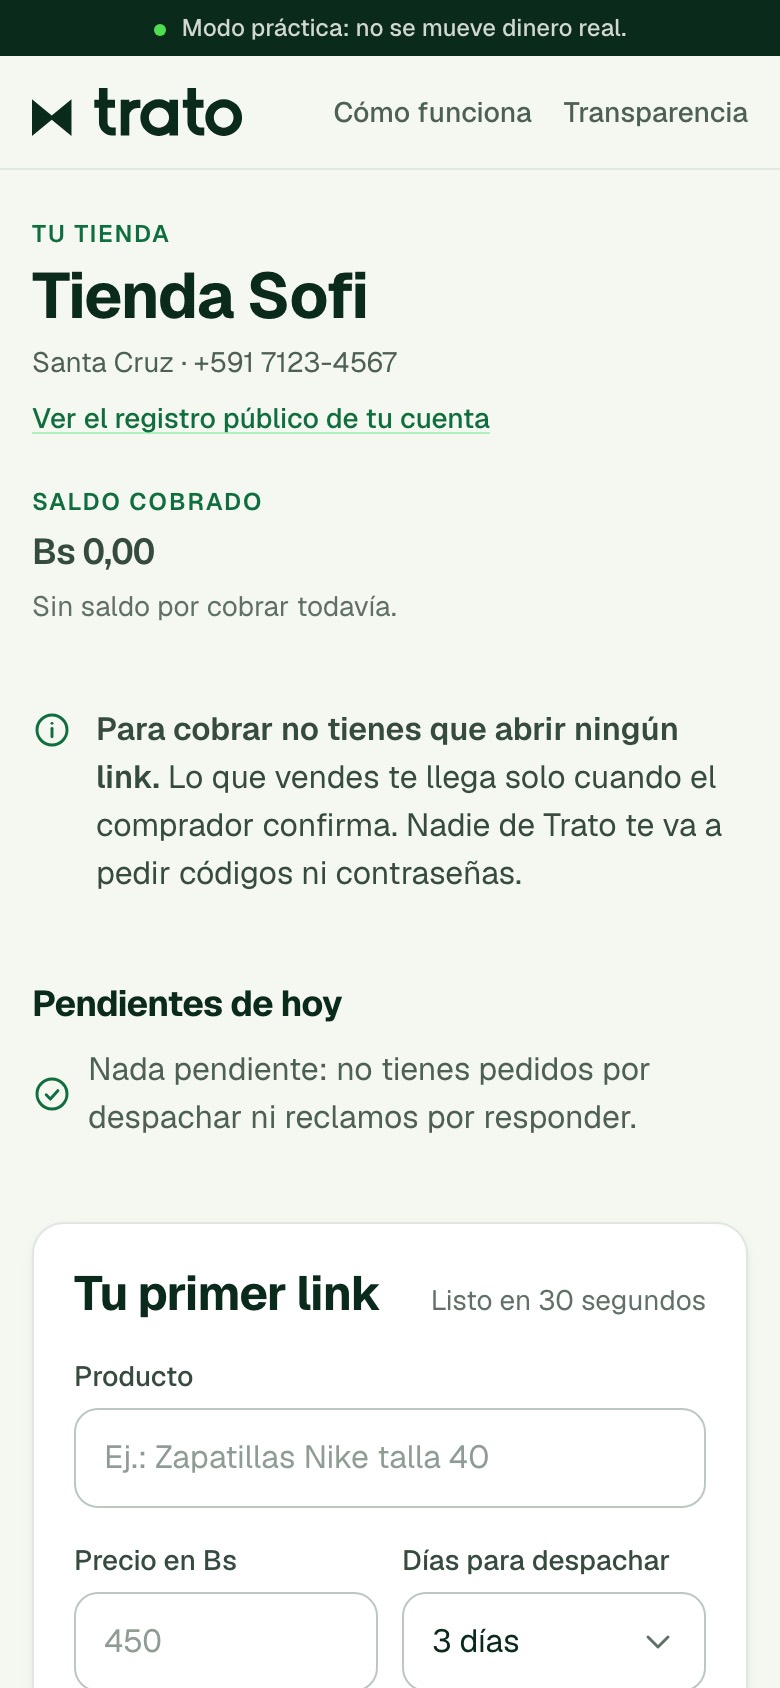 Modo práctica: no se mueve dinero real.
trato
Cómo funciona
Transparencia
TU TIENDA
Tienda Sofi
Santa Cruz · +591 7123-4567
Ver el registro público de tu cuenta
SALDO COBRADO
Bs 0,00
Sin saldo por cobrar todavía.
Para cobrar no tienes que abrir ningún
link. Lo que vendes te llega solo cuando el
comprador confirma. Nadie de Trato te va a
pedir códigos ni contraseñas.
Pendientes de hoy
Nada pendiente: no tienes pedidos por
despachar ni reclamos por responder.
Tu primer link
Listo en 30 segundos
Producto
Ej.: Zapatillas Nike talla 40
Precio en Bs
Días para despachar
450
3 días